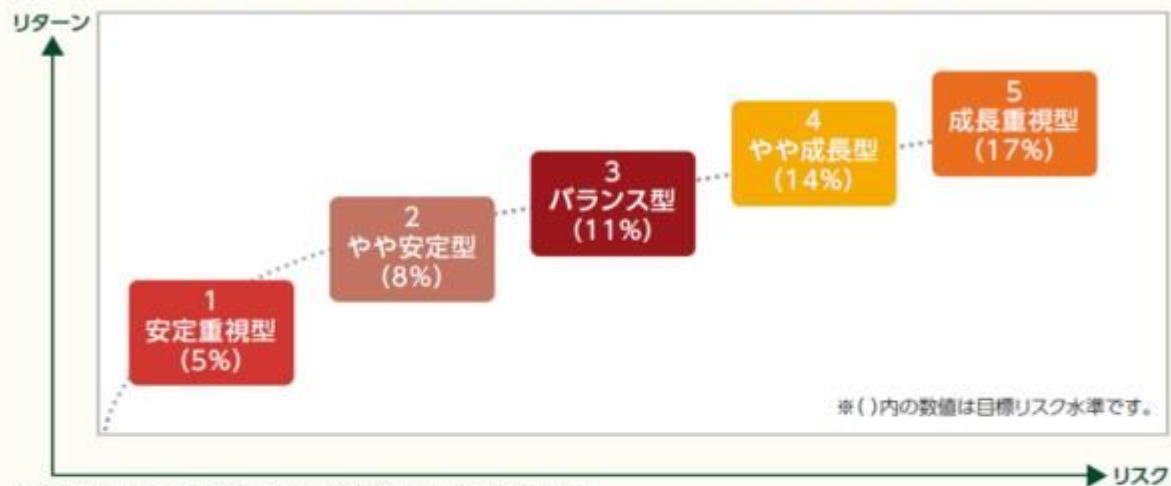 リターン
5
成長重視型
(17%)
4
やや成長型
(14%)
3
バランス型
(11%)
2
やや安定型
(8%)
1
安定重視型
(5%)
※( )内の数値は目標リスク水準です。
リスク